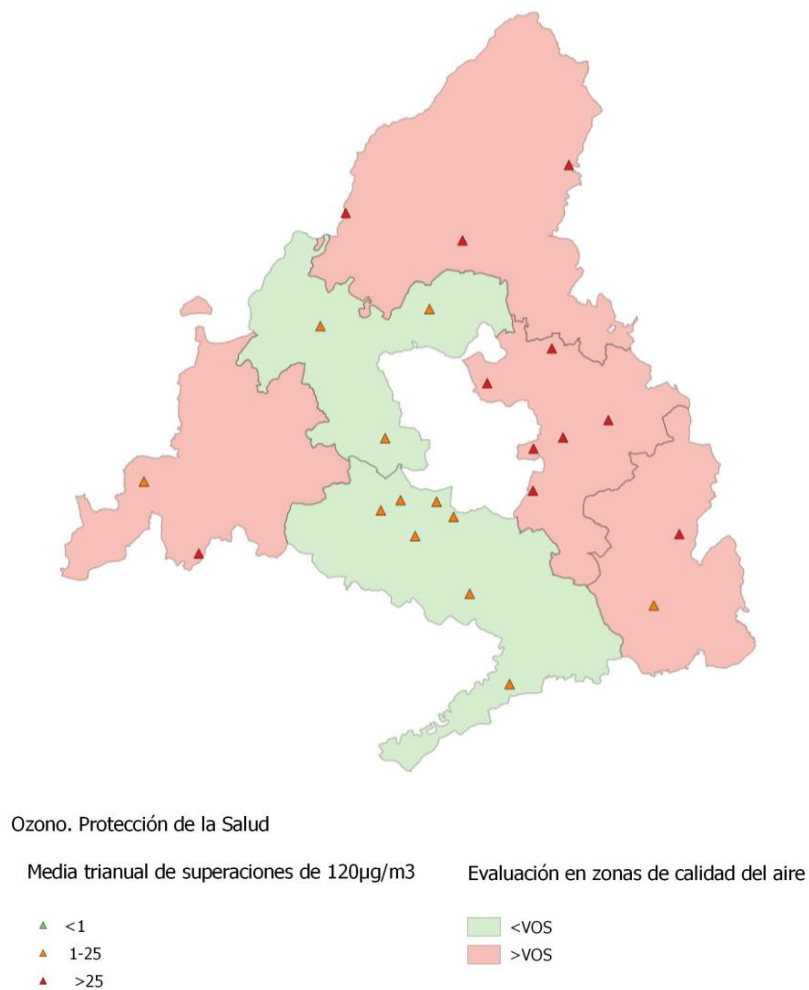 Ozono. Protección de la Salud
Media trianual de superaciones de 120µg/m3
<1
1-25
>25
Evaluación en zonas de calidad del aire
<VOS
>VOS